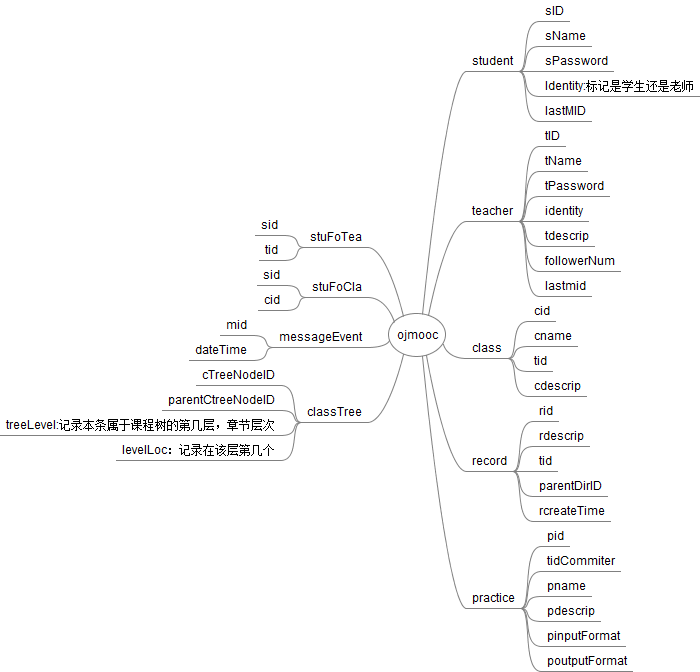 ojmooc
student
sID
sName
sPassword
Identity:标记是学生还是老师
lastMID
teacher
tID
tName
tPassword
identity
tdescrip
followerNum
lastmid
class
cid
cname
tid
cdescrip
record
rid
rdescrip
tid
parentDirID
rcreateTime
practice
pid
tidCommiter
pname
pdescrip
pinputFormat
poutputFormat
stuFoTea
sid
tid
stuFoCla
sid
cid
messageEvent
mid
dateTime
classTree
cTreeNodeID
parentCtreeNodeID
treeLevel:记录本条属于课程树的第几层，章节层次
levelLoc：记录在该层第几个